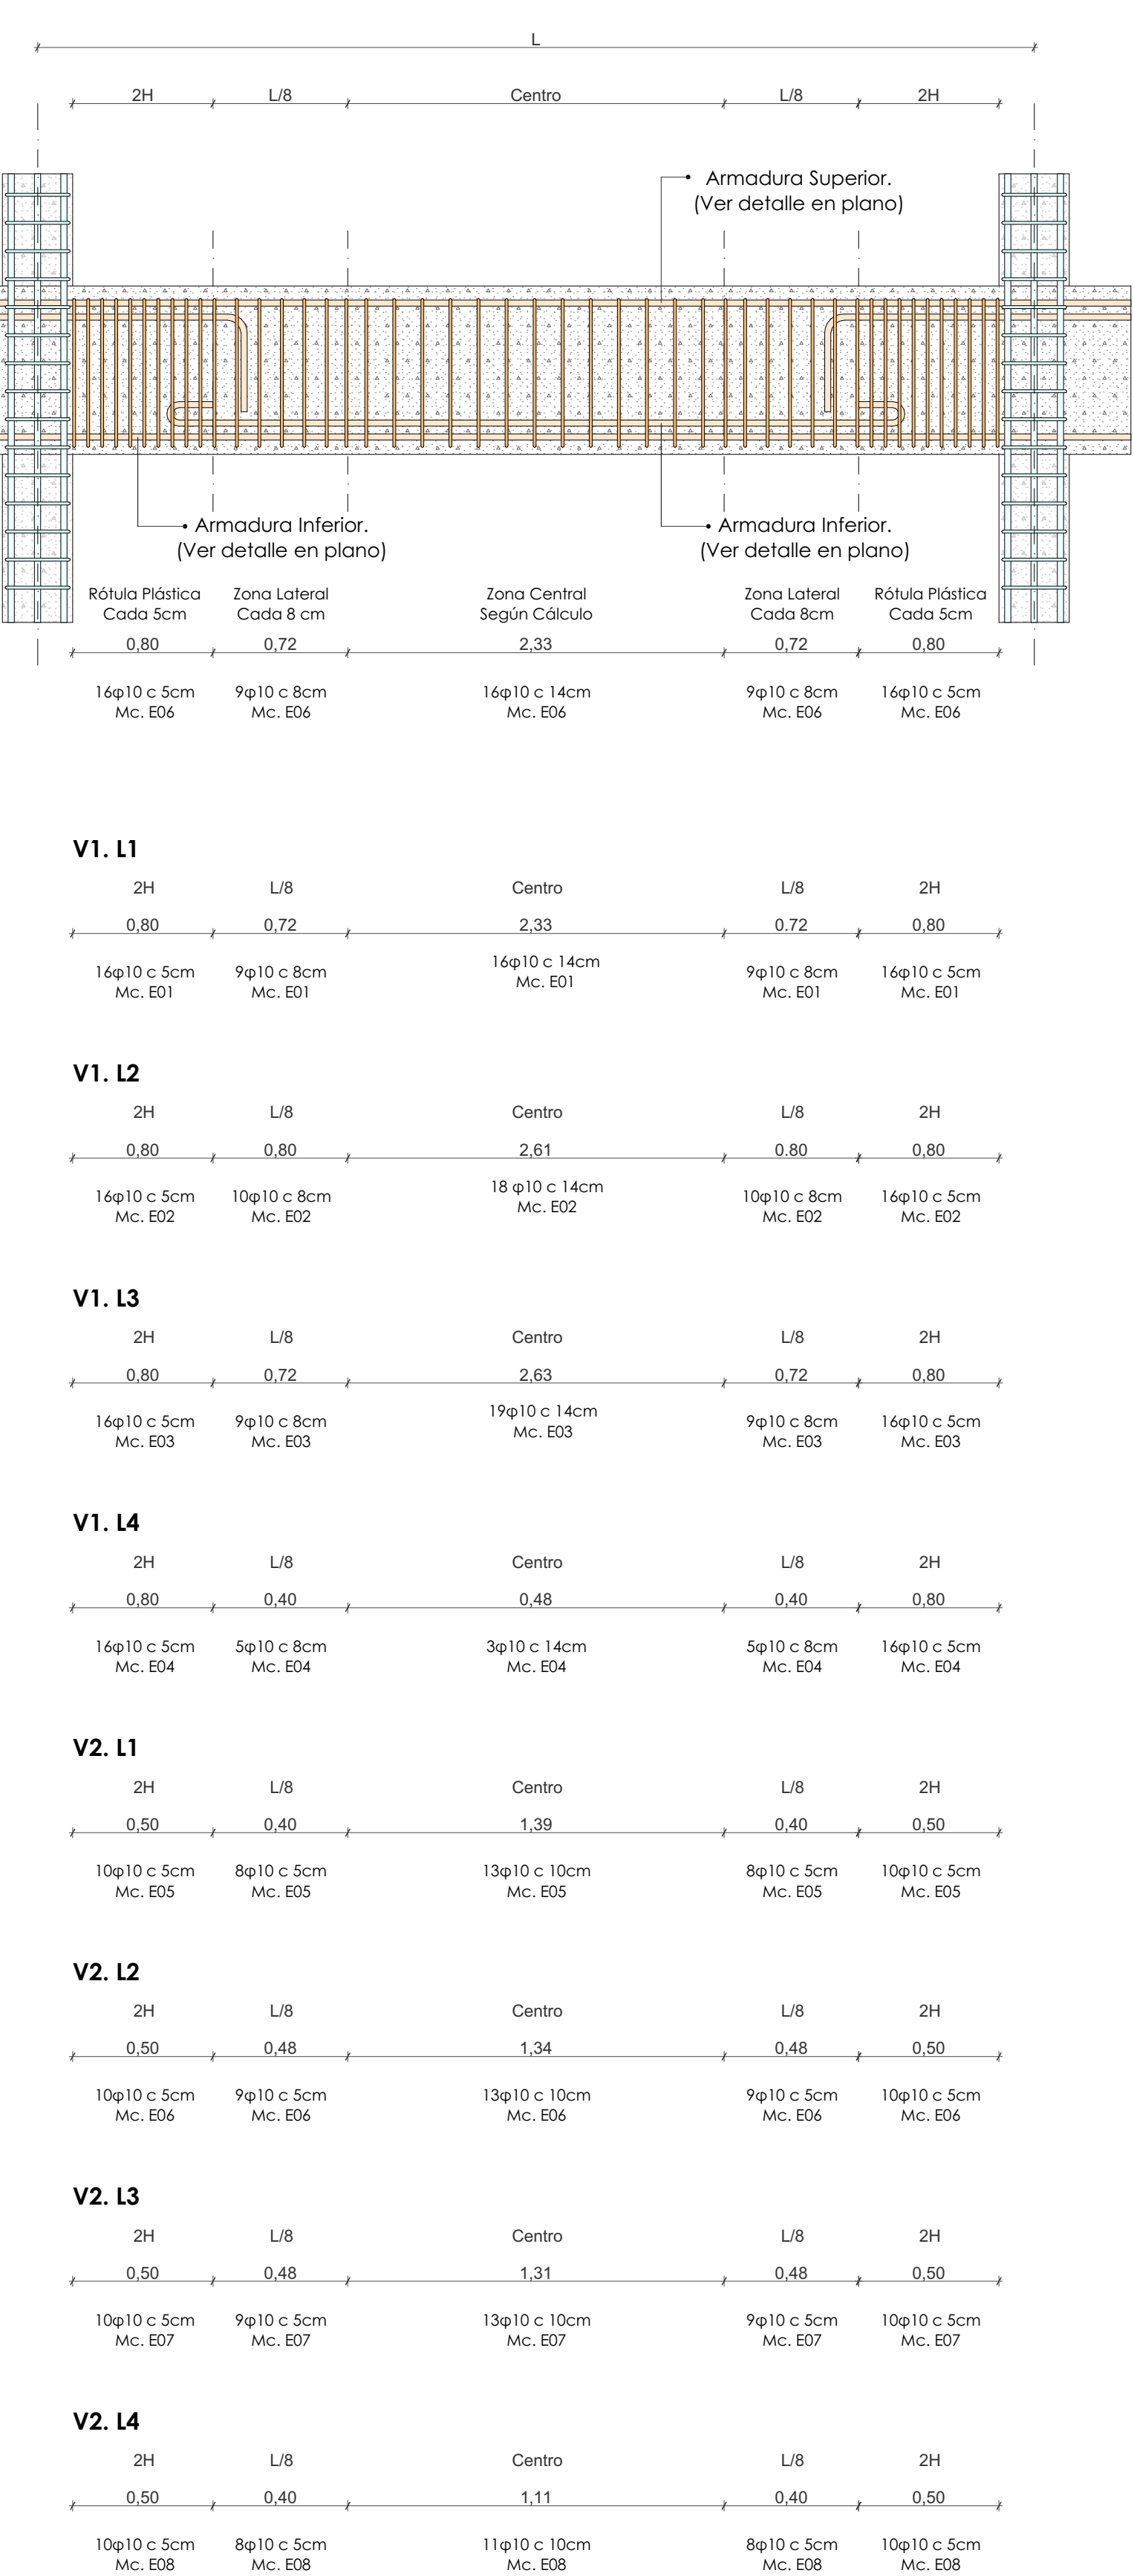 L
2H L/8 Centro L/8 2H
Armadura Superior.
(Ver detalle en plano)
Armadura Inferior. Armadura Inferior.
(Ver detalle en plano) (Ver detalle en plano)
Rótula Plástica Zona Lateral Zona Central Zona Lateral Rótula Plástica
Cada 5cm Cada 8 cm Según Cálculo Cada 8cm Cada 5cm
0,80 0,72 2,33 0,72 0,80
16φ10 c 5cm 9φ10 c 8cm 16φ10 c 14cm 9φ10 c 8cm 16φ10 c 5cm
Mc. E06 Mc. E06 Mc. E06 Mc. E06 Mc. E06
V1. L1
2H L/8 Centro L/8 2H
0,80 0,72 2,33 0.72 0,80
16φ10 c 5cm 9φ10 c 8cm 16φ10 c 14cm 9φ10 c 8cm 16φ10 c 5cm
Mc. E01 Mc. E01 Mc. E01 Mc. E01 Mc. E01
V1. L2
2H L/8 Centro L/8 2H
0,80 0,80 2,61 0.80 0,80
16φ10 c 5cm 10φ10 c 8cm 18 φ10 c 14cm 10φ10 c 8cm 16φ10 c 5cm
Mc. E02 Mc. E02 Mc. E02 Mc. E02 Mc. E02
V1. L3
2H L/8 Centro L/8 2H
0,80 0,72 2,63 0,72 0,80
16φ10 c 5cm 9φ10 c 8cm 19φ10 c 14cm 9φ10 c 8cm 16φ10 c 5cm
Mc. E03 Mc. E03 Mc. E03 Mc. E03 Mc. E03
V1. L4
2H L/8 Centro L/8 2H
0,80 0,40 0,48 0,40 0,80
16φ10 c 5cm 5φ10 c 8cm 3φ10 c 14cm 5φ10 c 8cm 16φ10 c 5cm
Mc. E04 Mc. E04 Mc. E04 Mc. E04 Mc. E04
V2. L1
2H L/8 Centro L/8 2H
0,50 0,40 1,39 0,40 0,50
10φ10 c 5cm 8φ10 c 5cm 13φ10 c 10cm 8φ10 c 5cm 10φ10 c 5cm
Mc. E05 Mc. E05 Mc. E05 Mc. E05 Mc. E05
V2. L2
2H L/8 Centro L/8 2H
0,50 0,48 1,34 0,48 0,50
10φ10 c 5cm 9φ10 c 5cm 13φ10 c 10cm 9φ10 c 5cm 10φ10 c 5cm
Mc. E06 Mc. E06 Mc. E06 Mc. E06 Mc. E06
V2. L3
2H L/8 Centro L/8 2H
0,50 0,48 1,31 0,48 0,50
10φ10 c 5cm 9φ10 c 5cm 13φ10 c 10cm 9φ10 c 5cm 10φ10 c 5cm
Mc. E07 Mc. E07 Mc. E07 Mc. E07 Mc. E07
V2. L4
2H L/8 Centro L/8 2H
0,50 0,40 1,11 0,40 0,50
10φ10 c 5cm 8φ10 c 5cm 11φ10 c 10cm 8φ10 c 5cm 10φ10 c 5cm
Mc. E08 Mc. E08 Mc. E08 Mc. E08 Mc. E08